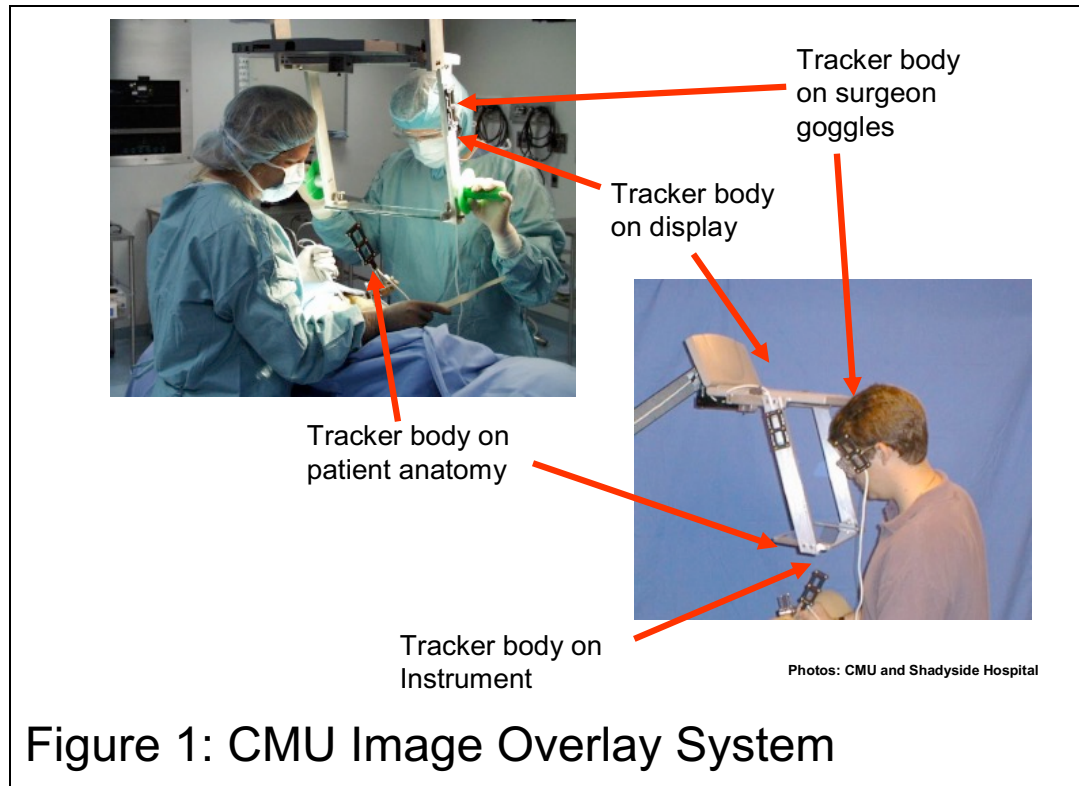 Tracker body
on surgeon
goggles
Tracker body
on display
Tracker body on
patient anatomy
Tracker body on
Instrument
Photos: CMU and Shadyside Hospital
Figure 1: CMU Image Overlay System